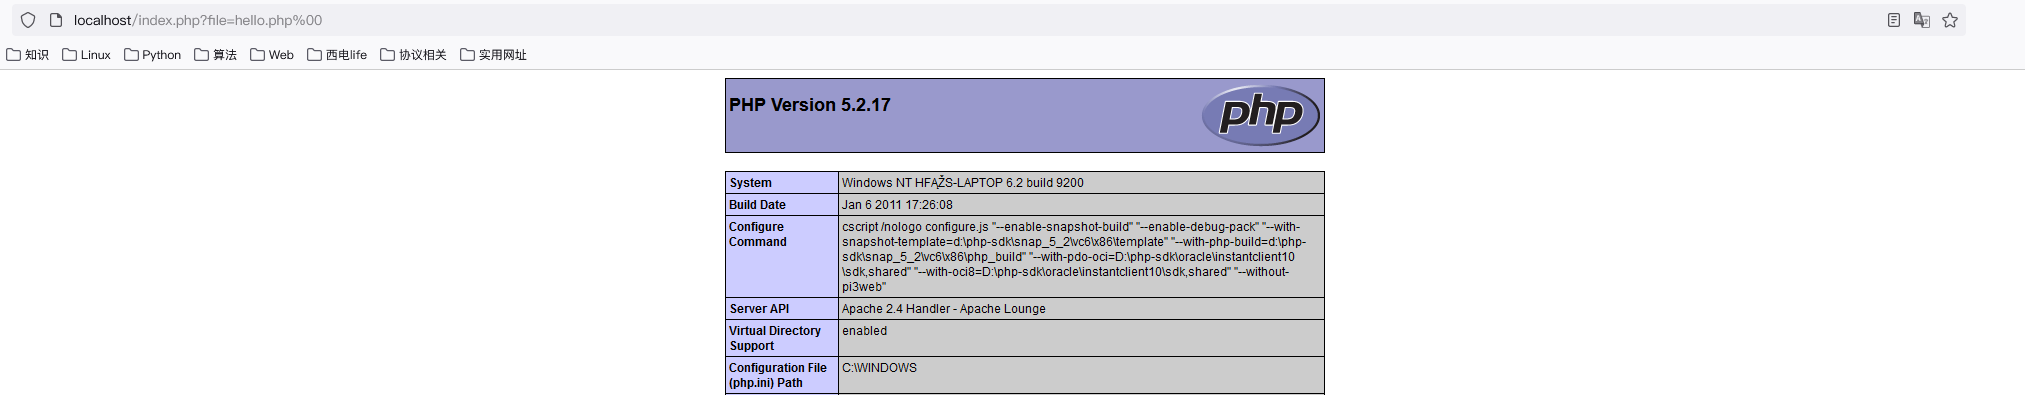 localhost/index.php?file=hello.php%00
知识 Linux Python 算法 Web 西电life 协议相关 实用网址
PHP Version 5.2.17
php
System Windows NT HFĄŽS-LAPTOP 6.2 build 9200
Build Date Jan 6 2011 17:26:08
Configure Command cscript /nologo configure.js "--enable-snapshot-build" "--enable-debug-pack" "--with-
snapshot-template=d:\php-sdk\snap_5_2\vc6\x86\template" "--with-php-build=d:\php-
sdk\snap_5_2\vc6\x86\php_build" "--with-pdo-oci=D:\php-sdk\oracle\instantclient10
\sdk,shared" "--with-oci8=D:\php-sdk\oracle\instantclient10\sdk,shared" "--without-
pi3web"
Server API Apache 2.4 Handler - Apache Lounge
Virtual Directory Support enabled
Configuration File (php.ini) Path C:\WINDOWS